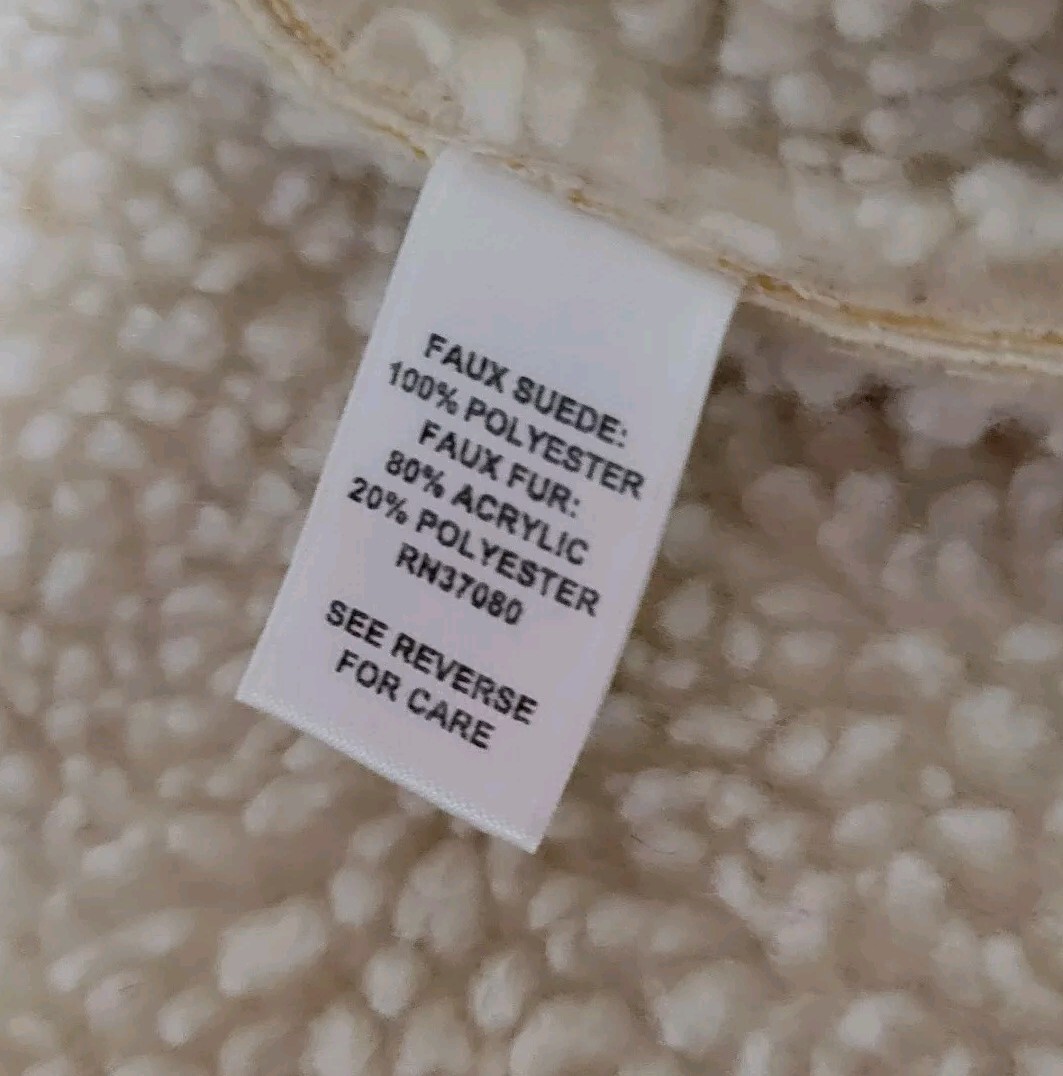 FAUX SUEDE:
100% POLYESTER
FAUX FUR:
80% ACRYLIC
20% POLYESTER
RN37080
SEE REVERSE
FOR CARE